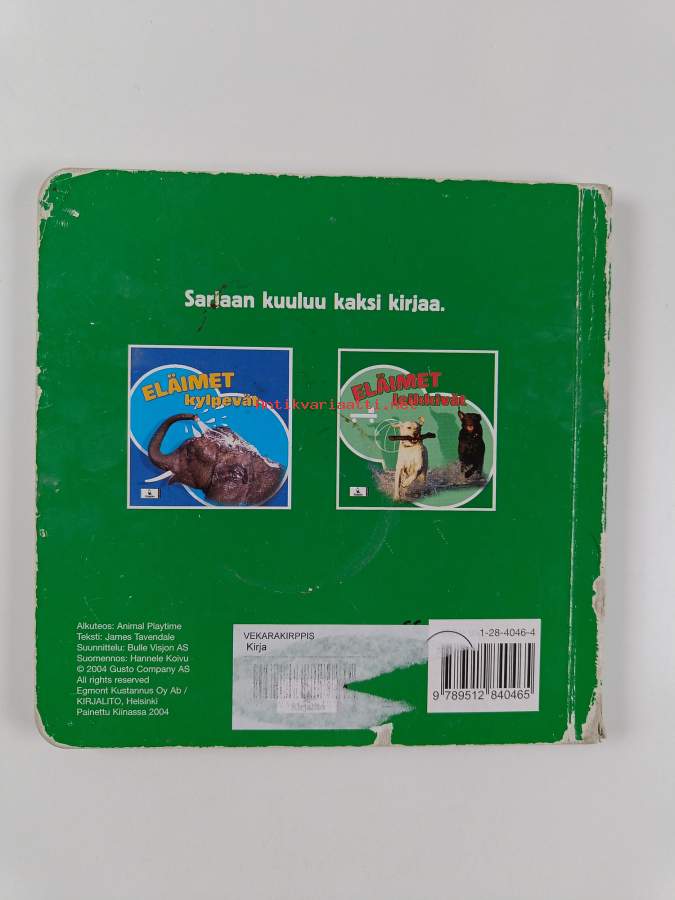 Sarjaan kuuluu kaksi kirjaa.
ELÄIMET
kylpevät
ELÄIMET
leikkivät
antikvariaatti.net
Alkuteos: Animal Playtime
Teksti: James Tavendale
Suunnittelu: Bulle Visjon AS
Suomennos: Hannele Koivu
© 2004 Gusto Company AS
All rights reserved
Egmont Kustannus Oy Ab /
KIRJALITO, Helsinki
Painettu Kiinassa 2004
VEKARAKIRPPIS
Kirja
Kirjalito
1-28-4046-4
9 789512 840465